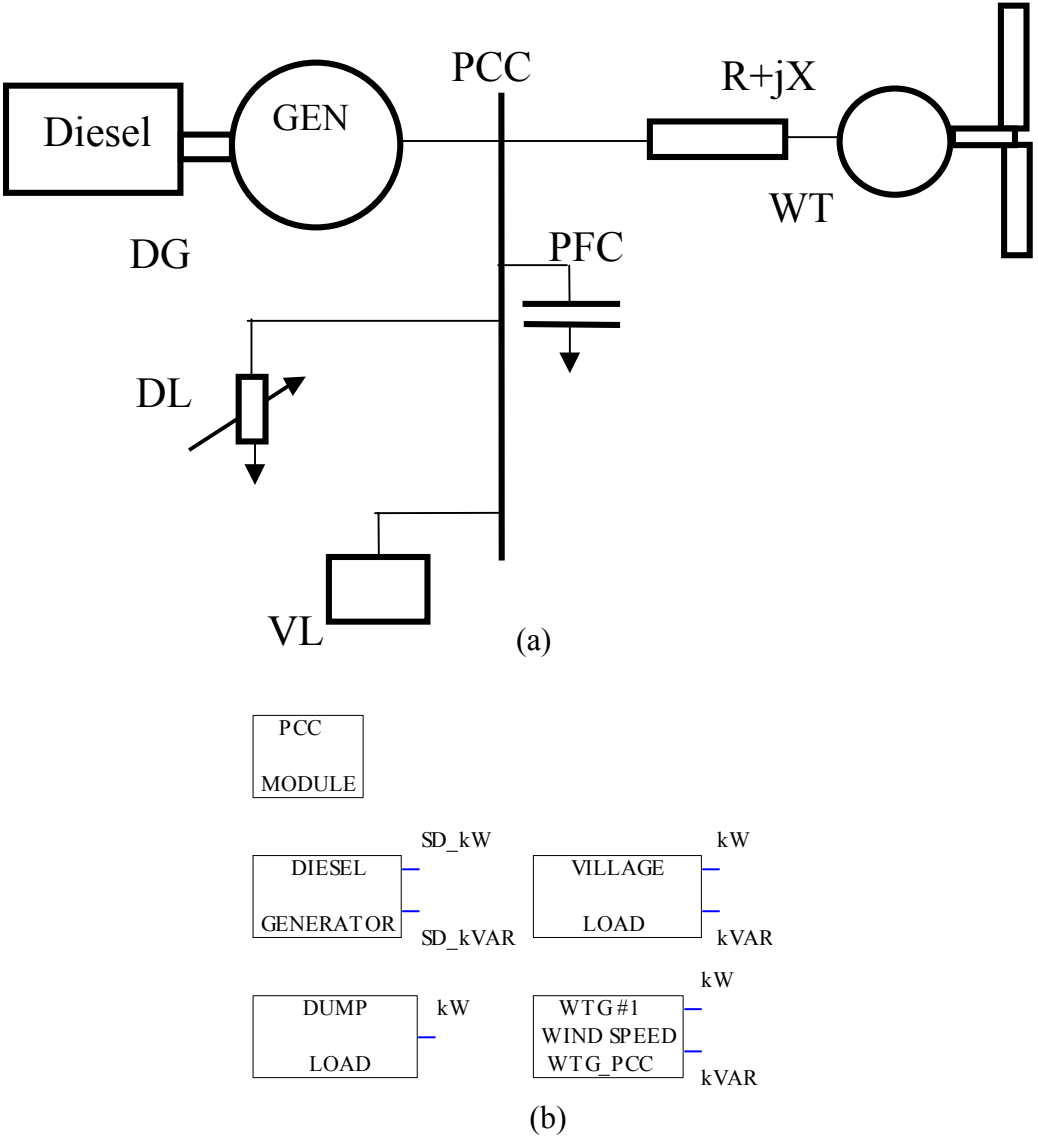 PCC
R+jX
Diesel
GEN
WT
DG
PFC
DL
VL
(a)
PCC
MODULE
SD_kW
kW
DIESEL
VILLAGE
GENERATOR
LOAD
SD_kVAR
kVAR
kW
DUMP
kW
WTG#1
WIND SPEED
LOAD
WTG_PCC
kVAR
(b)